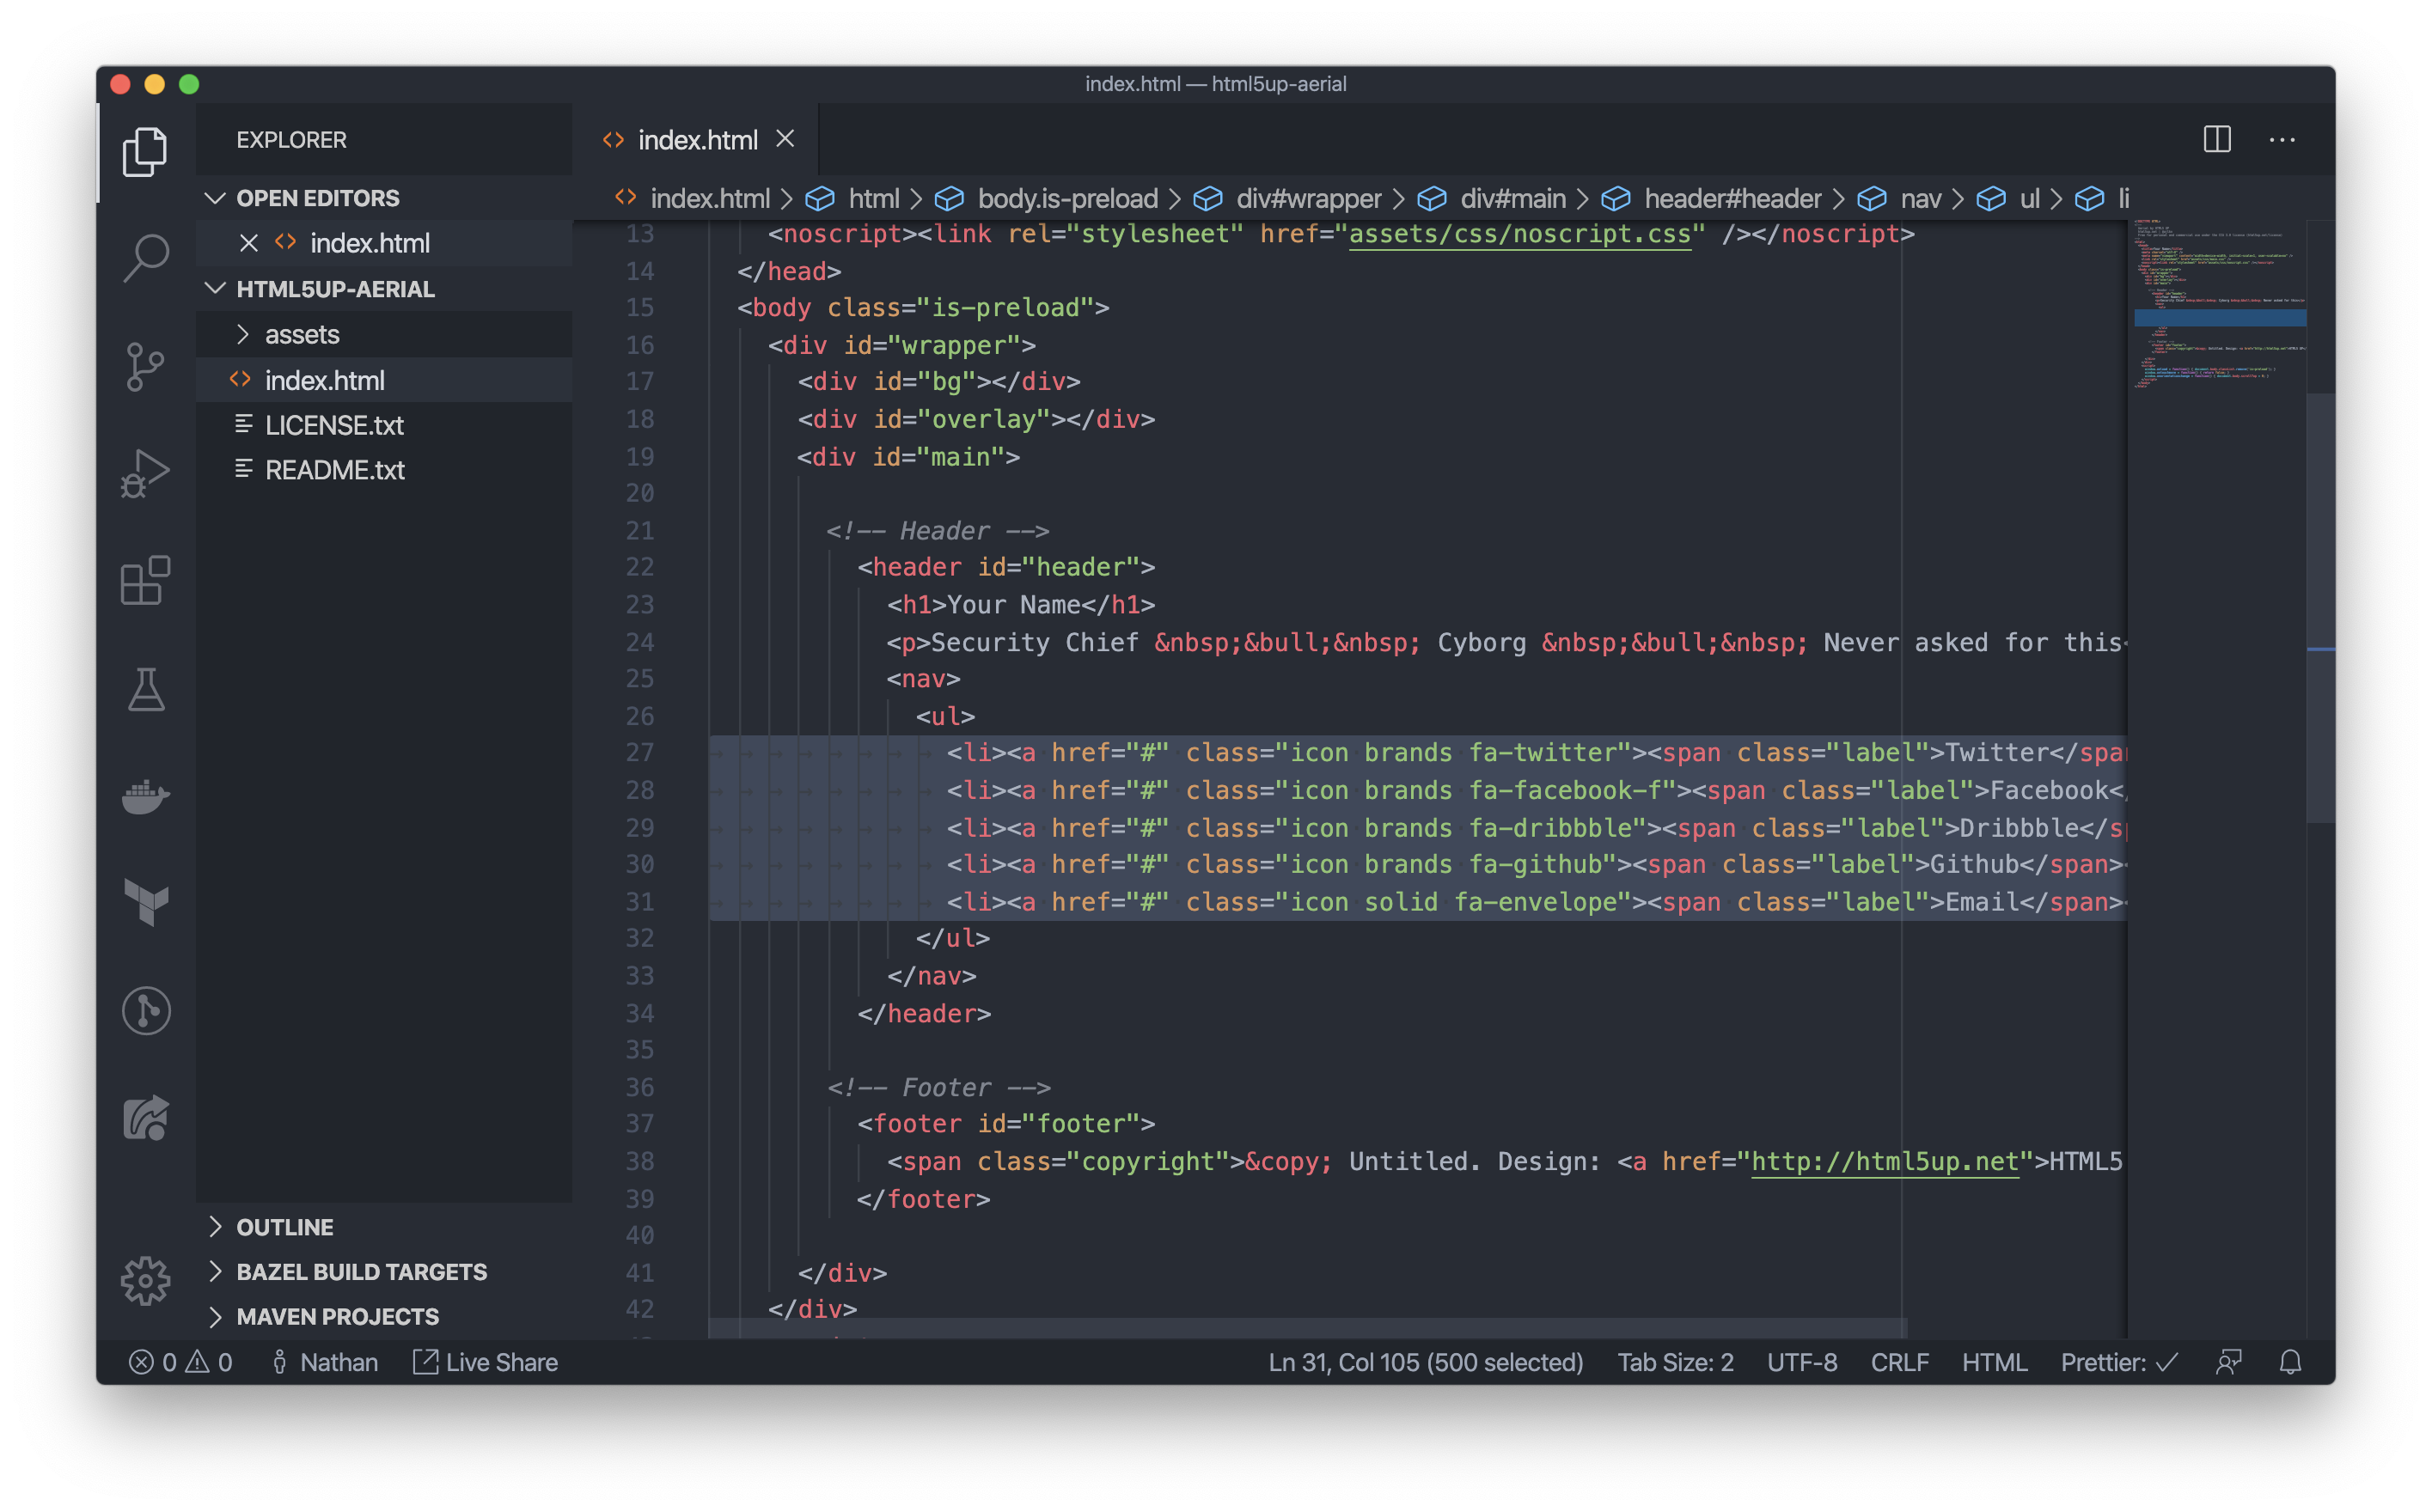 index.html — html5up-aerial
EXPLORER
OPEN EDITORS
index.html
HTML5UP-AERIAL
assets
index.html
LICENSE.txt
README.txt
OUTLINE
BAZEL BUILD TARGETS
MAVEN PROJECTS
index.html
index.html > html > body.is-preload > div#wrapper > div#main > header#header > nav > ul > li
13 <noscript><link rel="stylesheet" href="assets/css/noscript.css" /></noscript>
14 </head>
15 <body class="is-preload">
16 <div id="wrapper">
17 <div id="bg"></div>
18 <div id="overlay"></div>
19 <div id="main">
20
21 <!-- Header -->
22 <header id="header">
23 <h1>Your Name</h1>
24 <p>Security Chief &nbsp;&bull;&nbsp; Cyborg &nbsp;&bull;&nbsp; Never asked for this<
25 <nav>
26 <ul>
27 <li><a href="#" class="icon brands fa-twitter"><span class="label">Twitter</span
28 <li><a href="#" class="icon brands fa-facebook-f"><span class="label">Facebook</
29 <li><a href="#" class="icon brands fa-dribbble"><span class="label">Dribbble</sp
30 <li><a href="#" class="icon brands fa-github"><span class="label">Github</span><
31 <li><a href="#" class="icon solid fa-envelope"><span class="label">Email</span><
32 </ul>
33 </nav>
34 </header>
35
36 <!-- Footer -->
37 <footer id="footer">
38 <span class="copyright">&copy; Untitled. Design: <a href="http://html5up.net">HTML5
39 </footer>
40
41 </div>
42 </div>
0 0 Nathan Live Share Ln 31, Col 105 (500 selected) Tab Size: 2 UTF-8 CRLF HTML Prettier: ✓